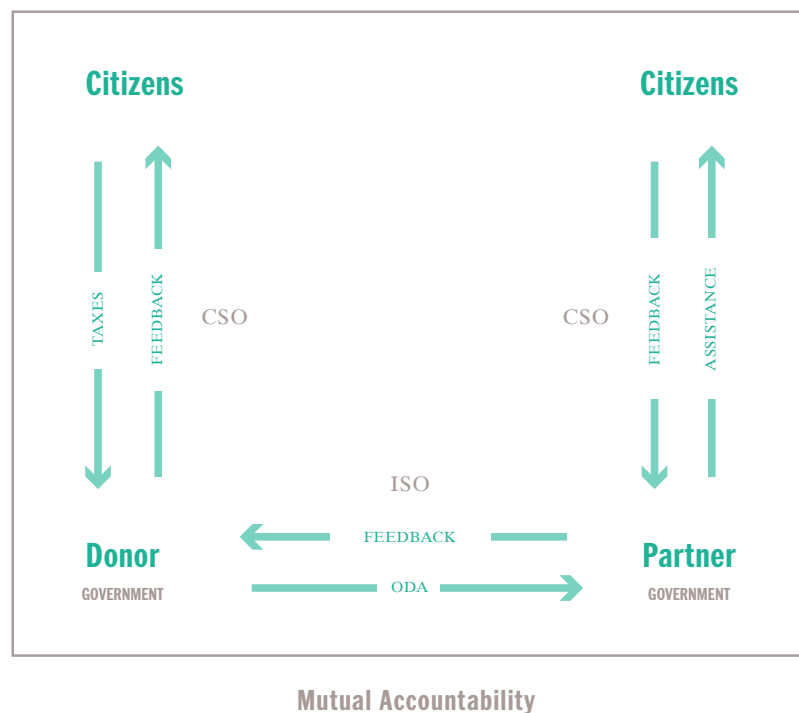 Citizens
Citizens
TAXES
FEEDBACK
CSO
CSO
FEEDBACK
ASSISTANCE
ISO
FEEDBACK
Donor
GOVERNMENT
Partner
GOVERNMENT
ODA
Mutual Accountability